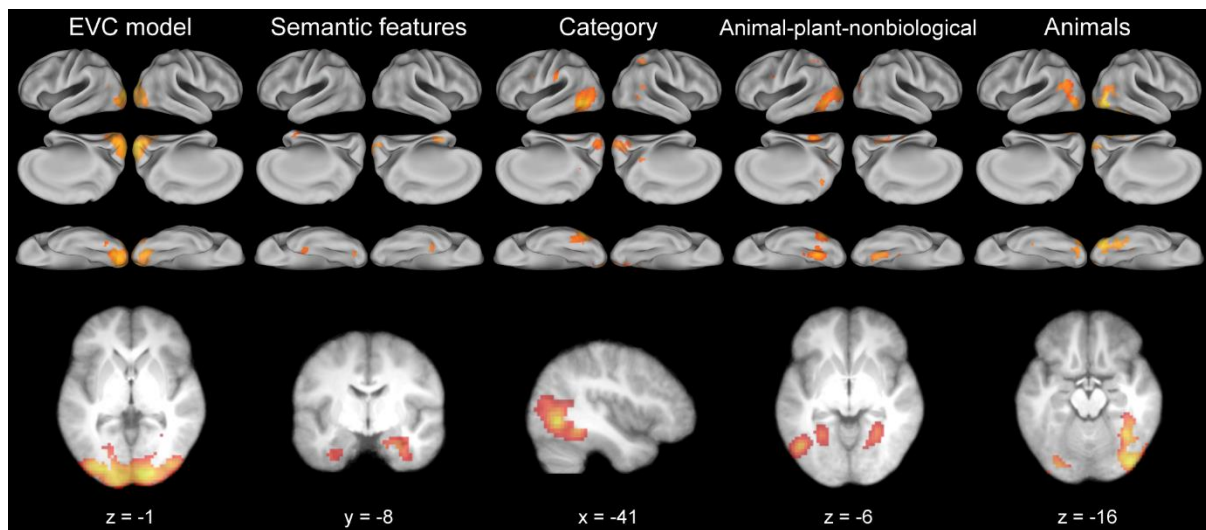 EVC model
Semantic features
Category
Animal-plant-nonbiological
Animals
z = -1
y = -8
x = -41
z = -6
z = -16